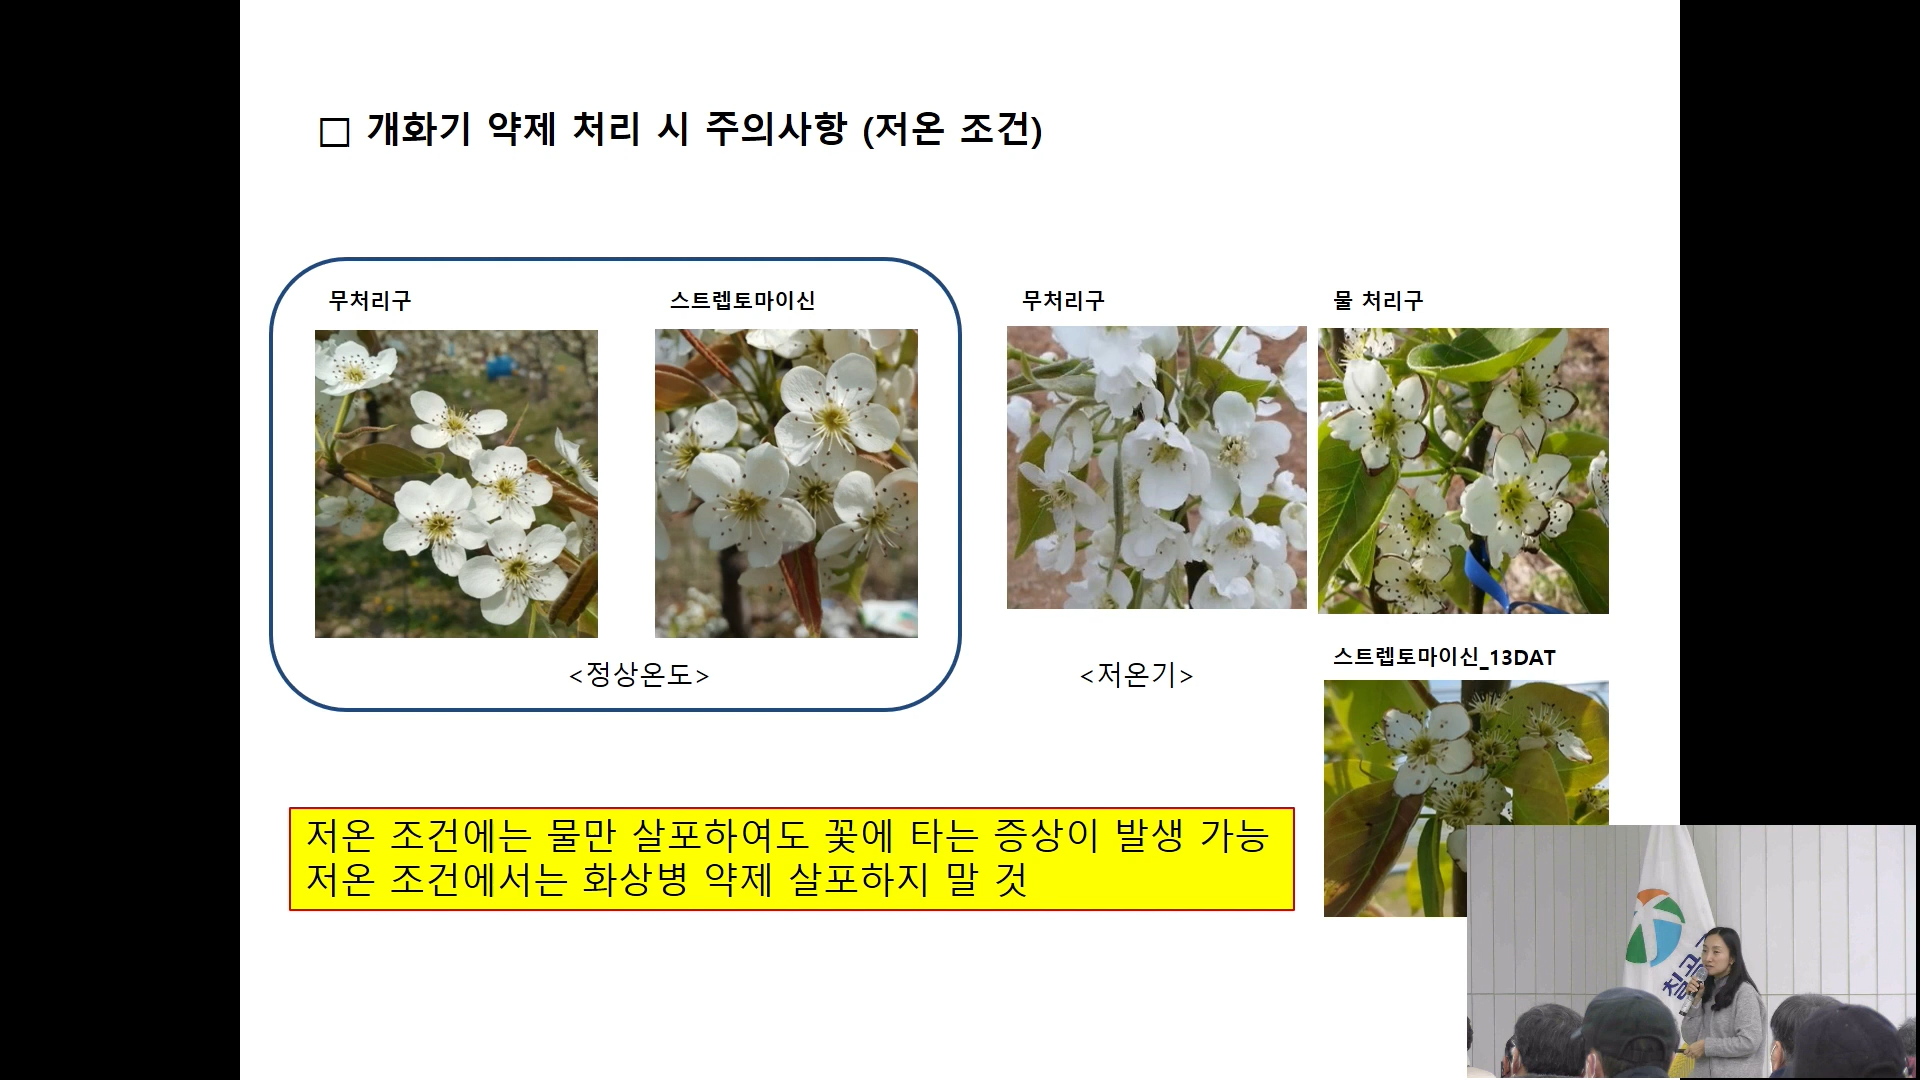 □ 개화기 약제 처리 시 주의사항 (저온 조건)
무처리구
스트렙토마이신
무처리구
물 처리구
<정상온도>
<저온기>
스트렙토마이신_13DAT
저온 조건에는 물만 살포하여도 꽃에 타는 증상이 발생 가능
저온 조건에서는 화상병 약제 살포하지 말 것
칠곡